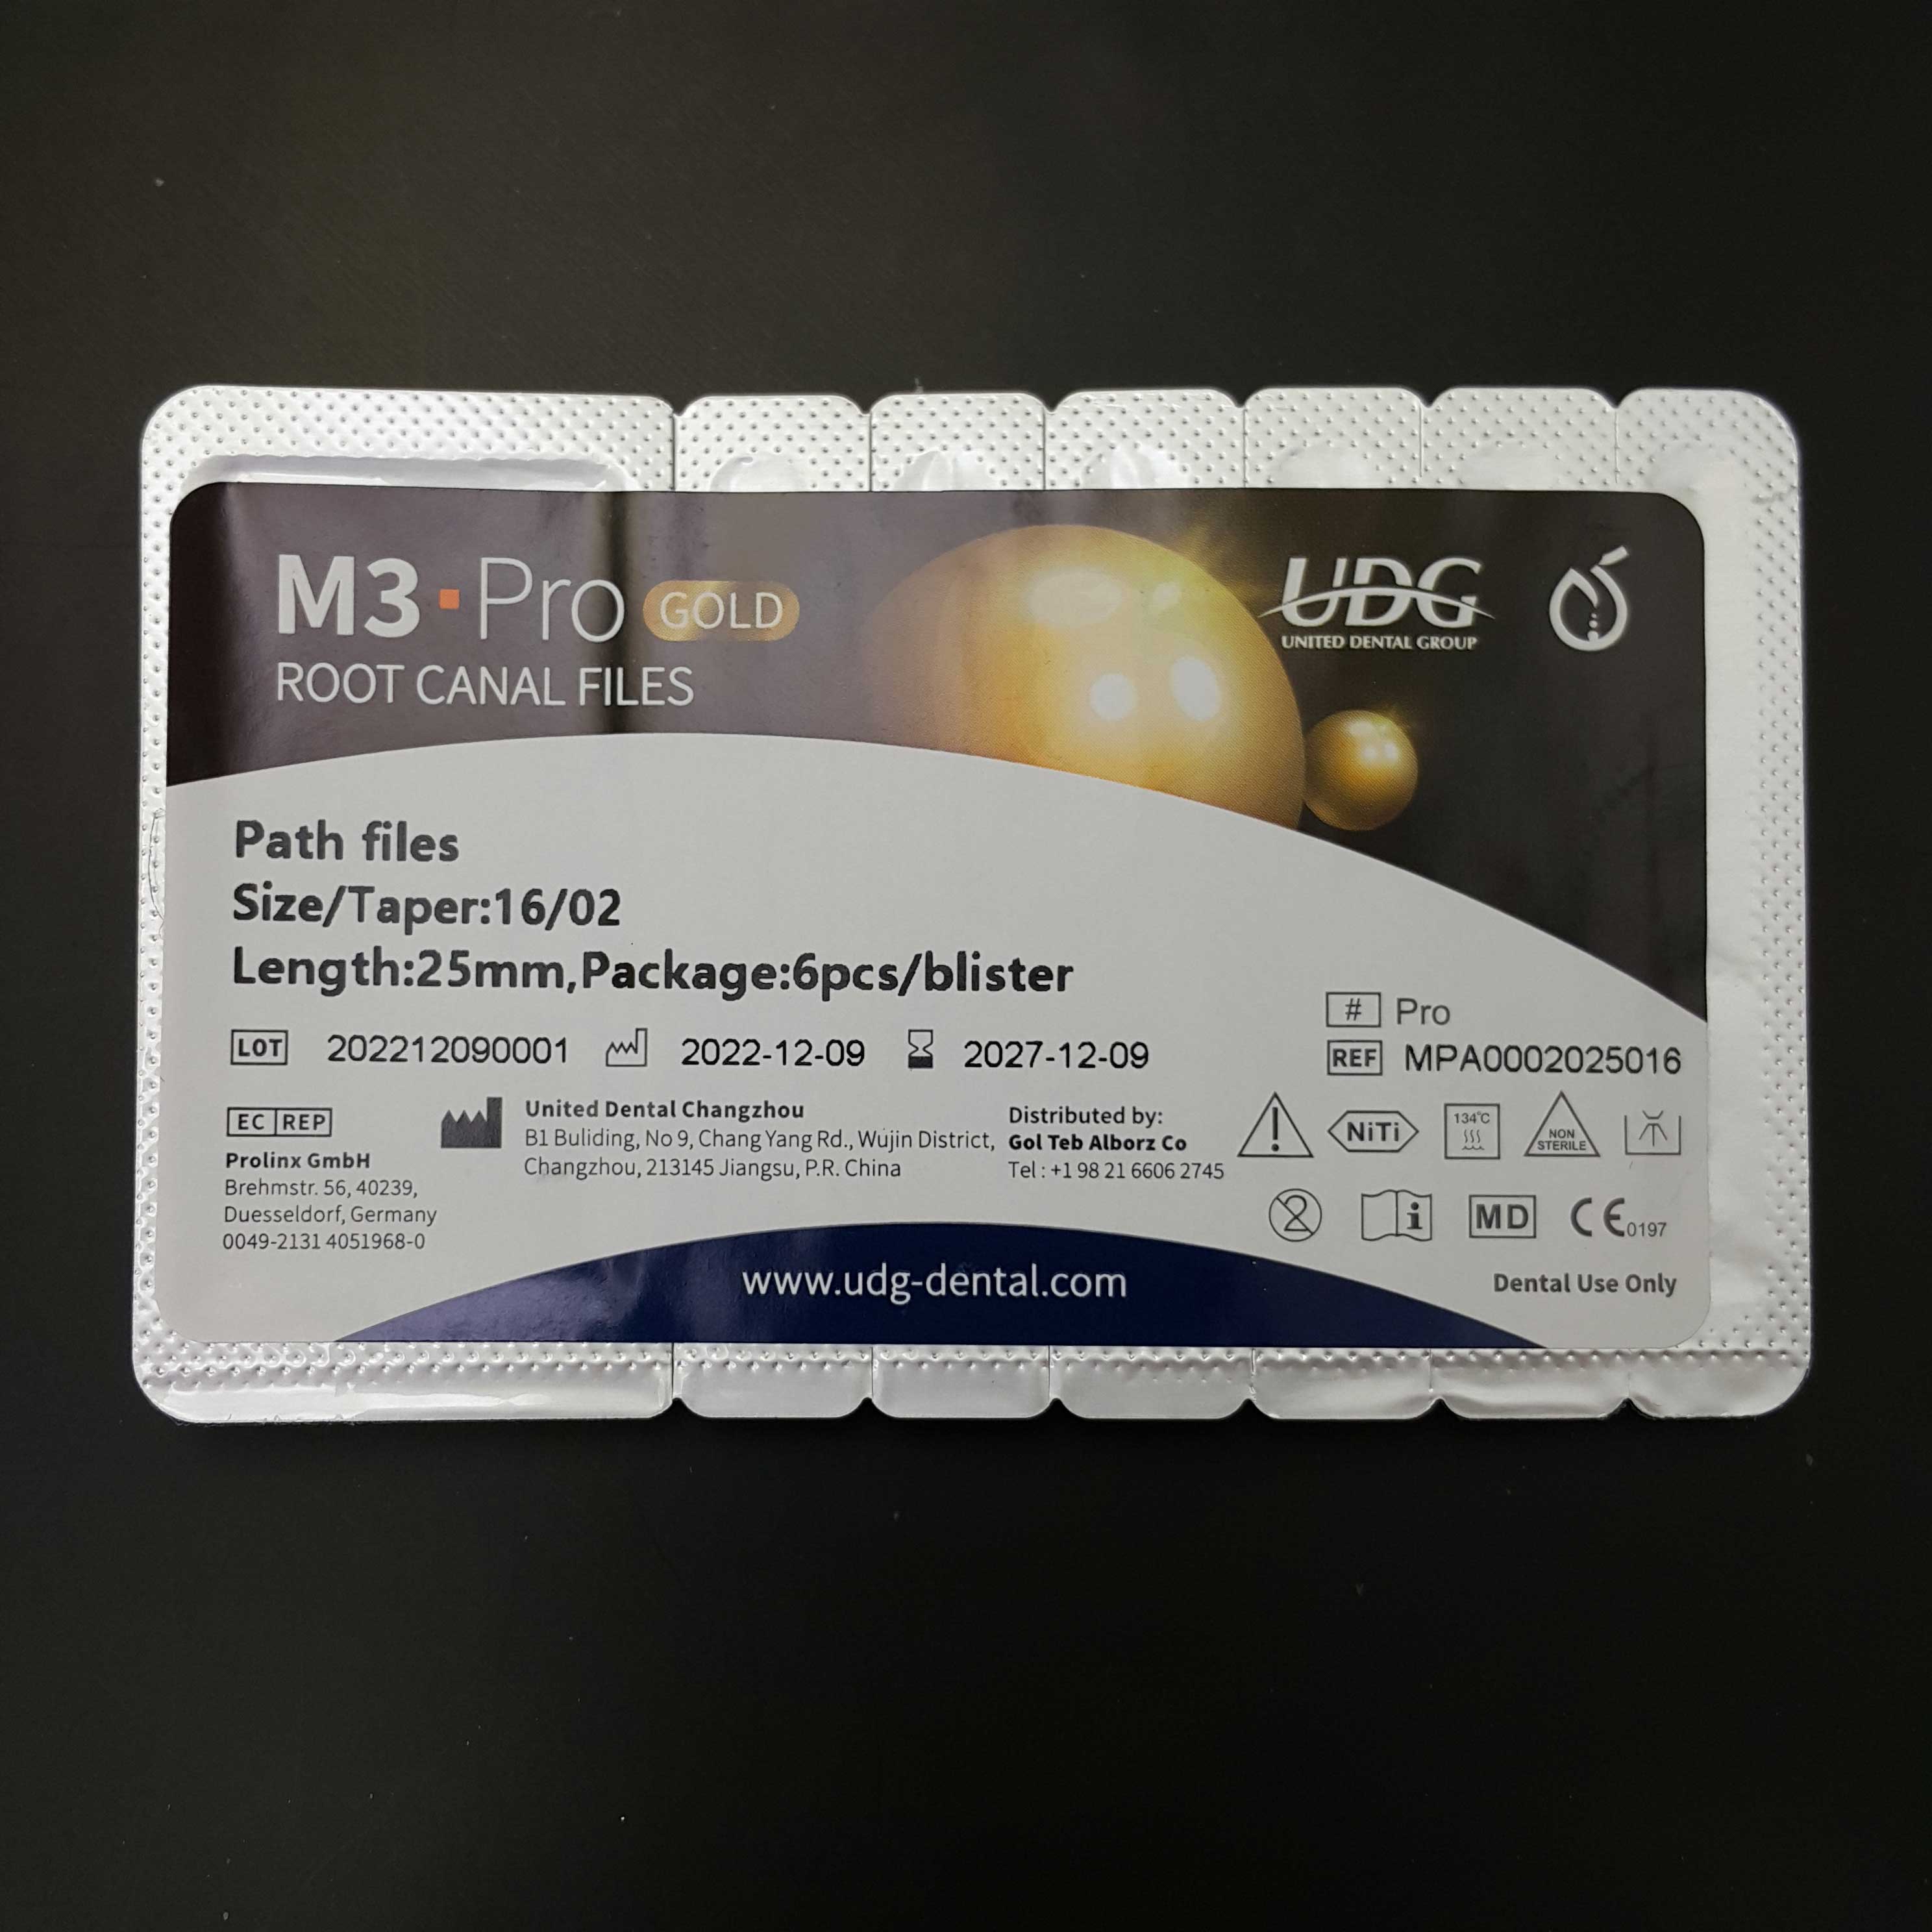 M3·Pro GOLD
ROOT CANAL FILES
UDG
UNITED DENTAL GROUP
Path files
Size/Taper:16/02
Length:25mm,Package:6pcs/blister
# Pro
LOT 202212090001 2022-12-09 2027-12-09
REF MPA0002025016
EC REP
Prolinx GmbH
Brehmstr. 56, 40239,
Duesseldorf, Germany
0049-2131 4051968-0
United Dental Changzhou
B1 Buliding, No 9, Chang Yang Rd., Wujin District,
Changzhou, 213145 Jiangsu, P.R. China
Distributed by:
Gol Teb Alborz Co
Tel : +1 98 21 6606 2745
!
NiTi
134°C
NON
STERILE
2
i
MD
CE 0197
www.udg-dental.com
Dental Use Only